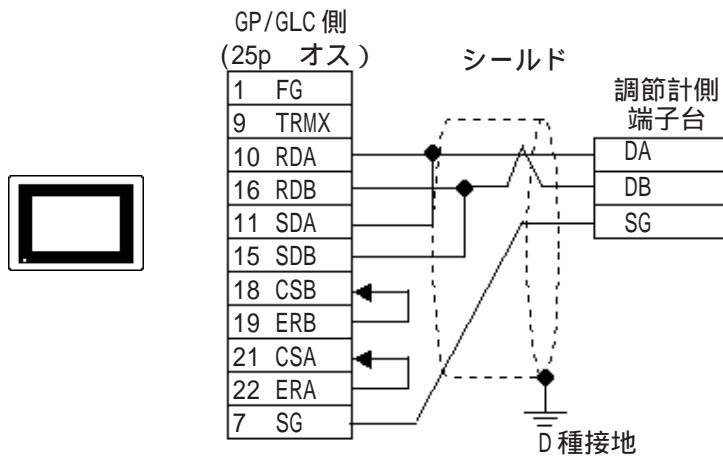 GP/GLC 側
(25p オス)
シールド
調節計側
端子台
1 FG
9 TRMX
10 RDA
16 RDB
11 SDA
15 SDB
18 CSB
19 ERB
21 CSA
22 ERA
7 SG
DA
DB
SG
D 種接地